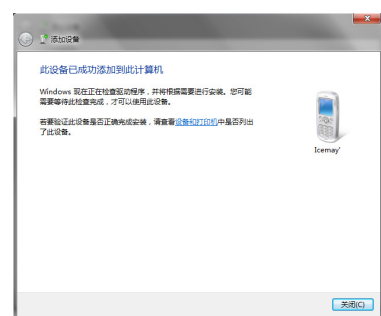 添加设备
此设备已成功添加到此计算机
Windows 现在正在检查驱动程序，并将根据需要进行安装。您可能
需要等待此检查完成，才可以使用此设备。
若要验证此设备是否正确完成安装，请查看设备和打印机中是否列出
了此设备。
Icemay'
关闭(C)